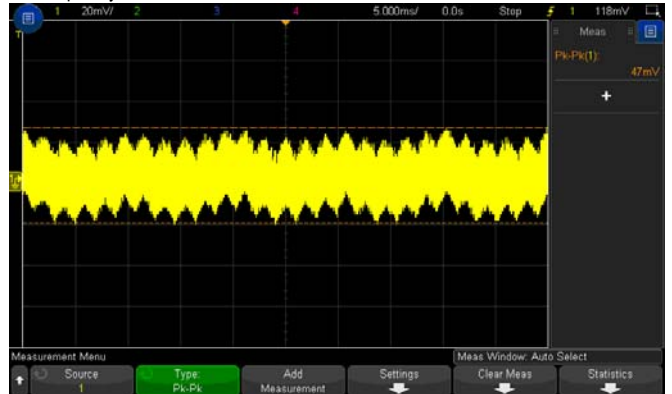 1 20mV/ 2 3 4 5.000ms/ 0.0s Stop 1 118mV
T
Meas
Pk-Pk(1):
47mV
+
Measurement Menu
Meas Window: Auto Select
Source
1
Type:
Pk-Pk
Add
Measurement
Settings
Clear Meas
Statistics